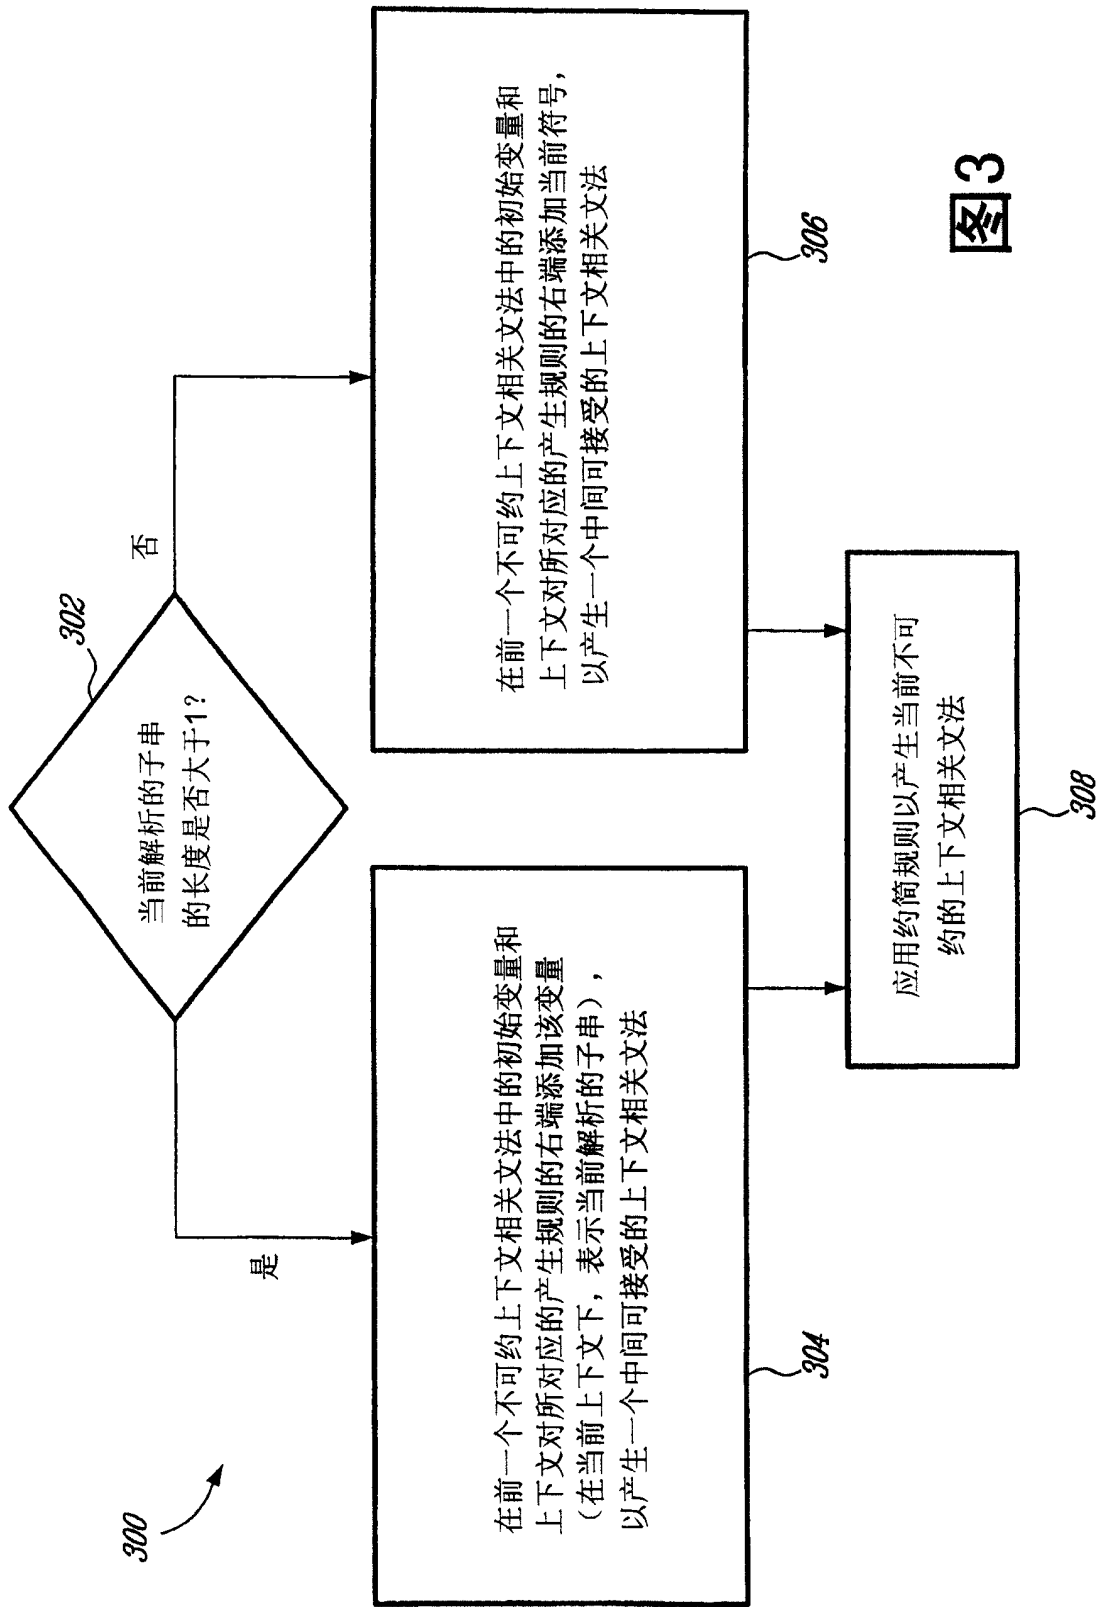 300
302
当前解析的子串
的长度是否大于1?
是
否
在前一个不可约上下文相关文法中的初始变量和
上下文对所对应的产生规则的右端添加该变量
（在当前上下文下，表示当前解析的子串），
以产生一个中间可接受的上下文相关文法
304
在前一个不可约上下文相关文法中的初始变量和
上下文对所对应的产生规则的右端添加当前符号，
以产生一个中间可接受的上下文相关文法
306
应用约简规则以产生当前不可
约的上下文相关文法
308
图3